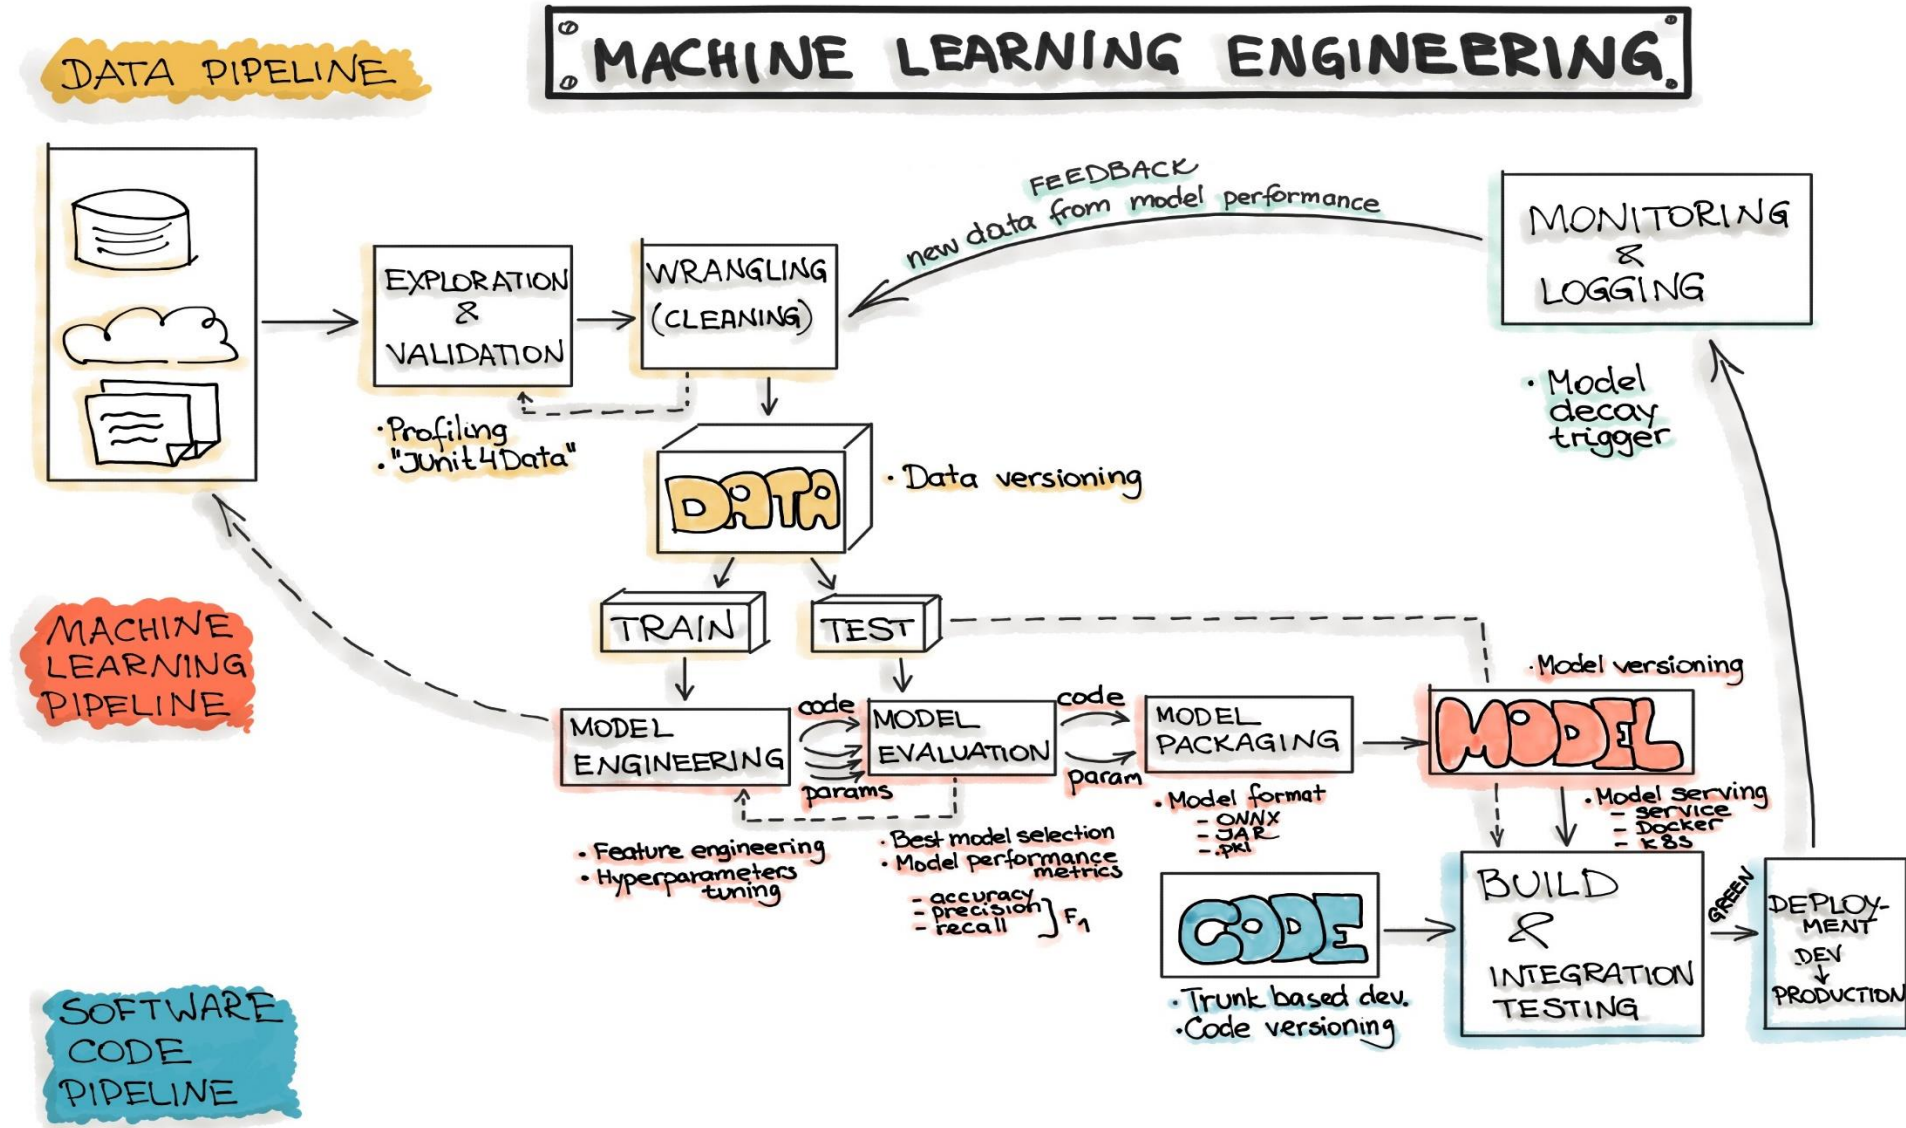 MACHINE LEARNING ENGINEERING
DATA PIPELINE
FEEDBACK
new data from model performance
MONITORING
&
LOGGING
• Model
decay
trigger
EXPLORATION
&
VALIDATION
• Profiling
• "JUnit4Data"
WRANGLING
(CLEANING)
DATA
• Data versioning
TRAIN
TEST
MACHINE
LEARNING
PIPELINE
MODEL
ENGINEERING
• Feature engineering
• Hyperparameters
tuning
code
params
MODEL
EVALUATION
• Best model selection
• Model performance
metrics
- accuracy
- precision
- recall
F1
code
param
MODEL
PACKAGING
• Model format
- ONNX
- JAR
- .pkl
• Model versioning
MODEL
• Model serving
- service
- Docker
- K8S
SOFTWARE
CODE
PIPELINE
CODE
• Trunk based dev.
• Code versioning
BUILD
&
INTEGRATION
TESTING
GREEN
DEPLOY-
MENT
DEV
PRODUCTION